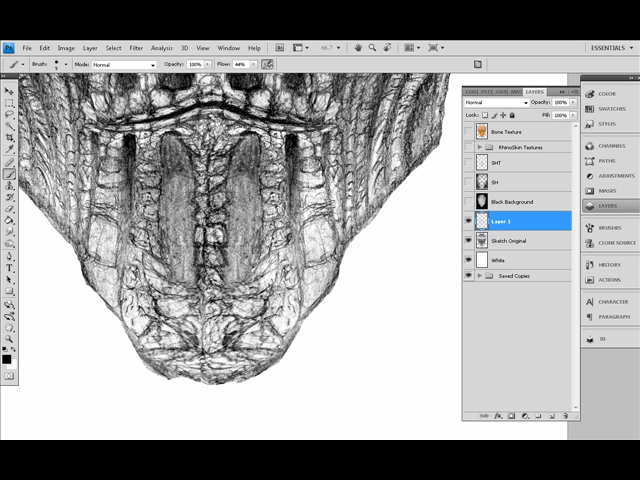 Ps File Edit Image Layer Select Filter Analysis 3D View Window Help 66.7 ESSENTIALS
Brush: Mode: Normal Opacity: 100% Flow: 44%
LAYERS
Normal Opacity: 100%
Lock: Fill: 100%
Bone Texture
RhinoSkin Textures
SHT
SH
Black Background
Layer 1
Sketch Original
White
Saved Copies
COLOR
SWATCHES
STYLES
CHANNELS
PATHS
ADJUSTMENTS
MASKS
LAYERS
BRUSHES
CLONE SOURCE
HISTORY
ACTIONS
CHARACTER
PARAGRAPH
3D